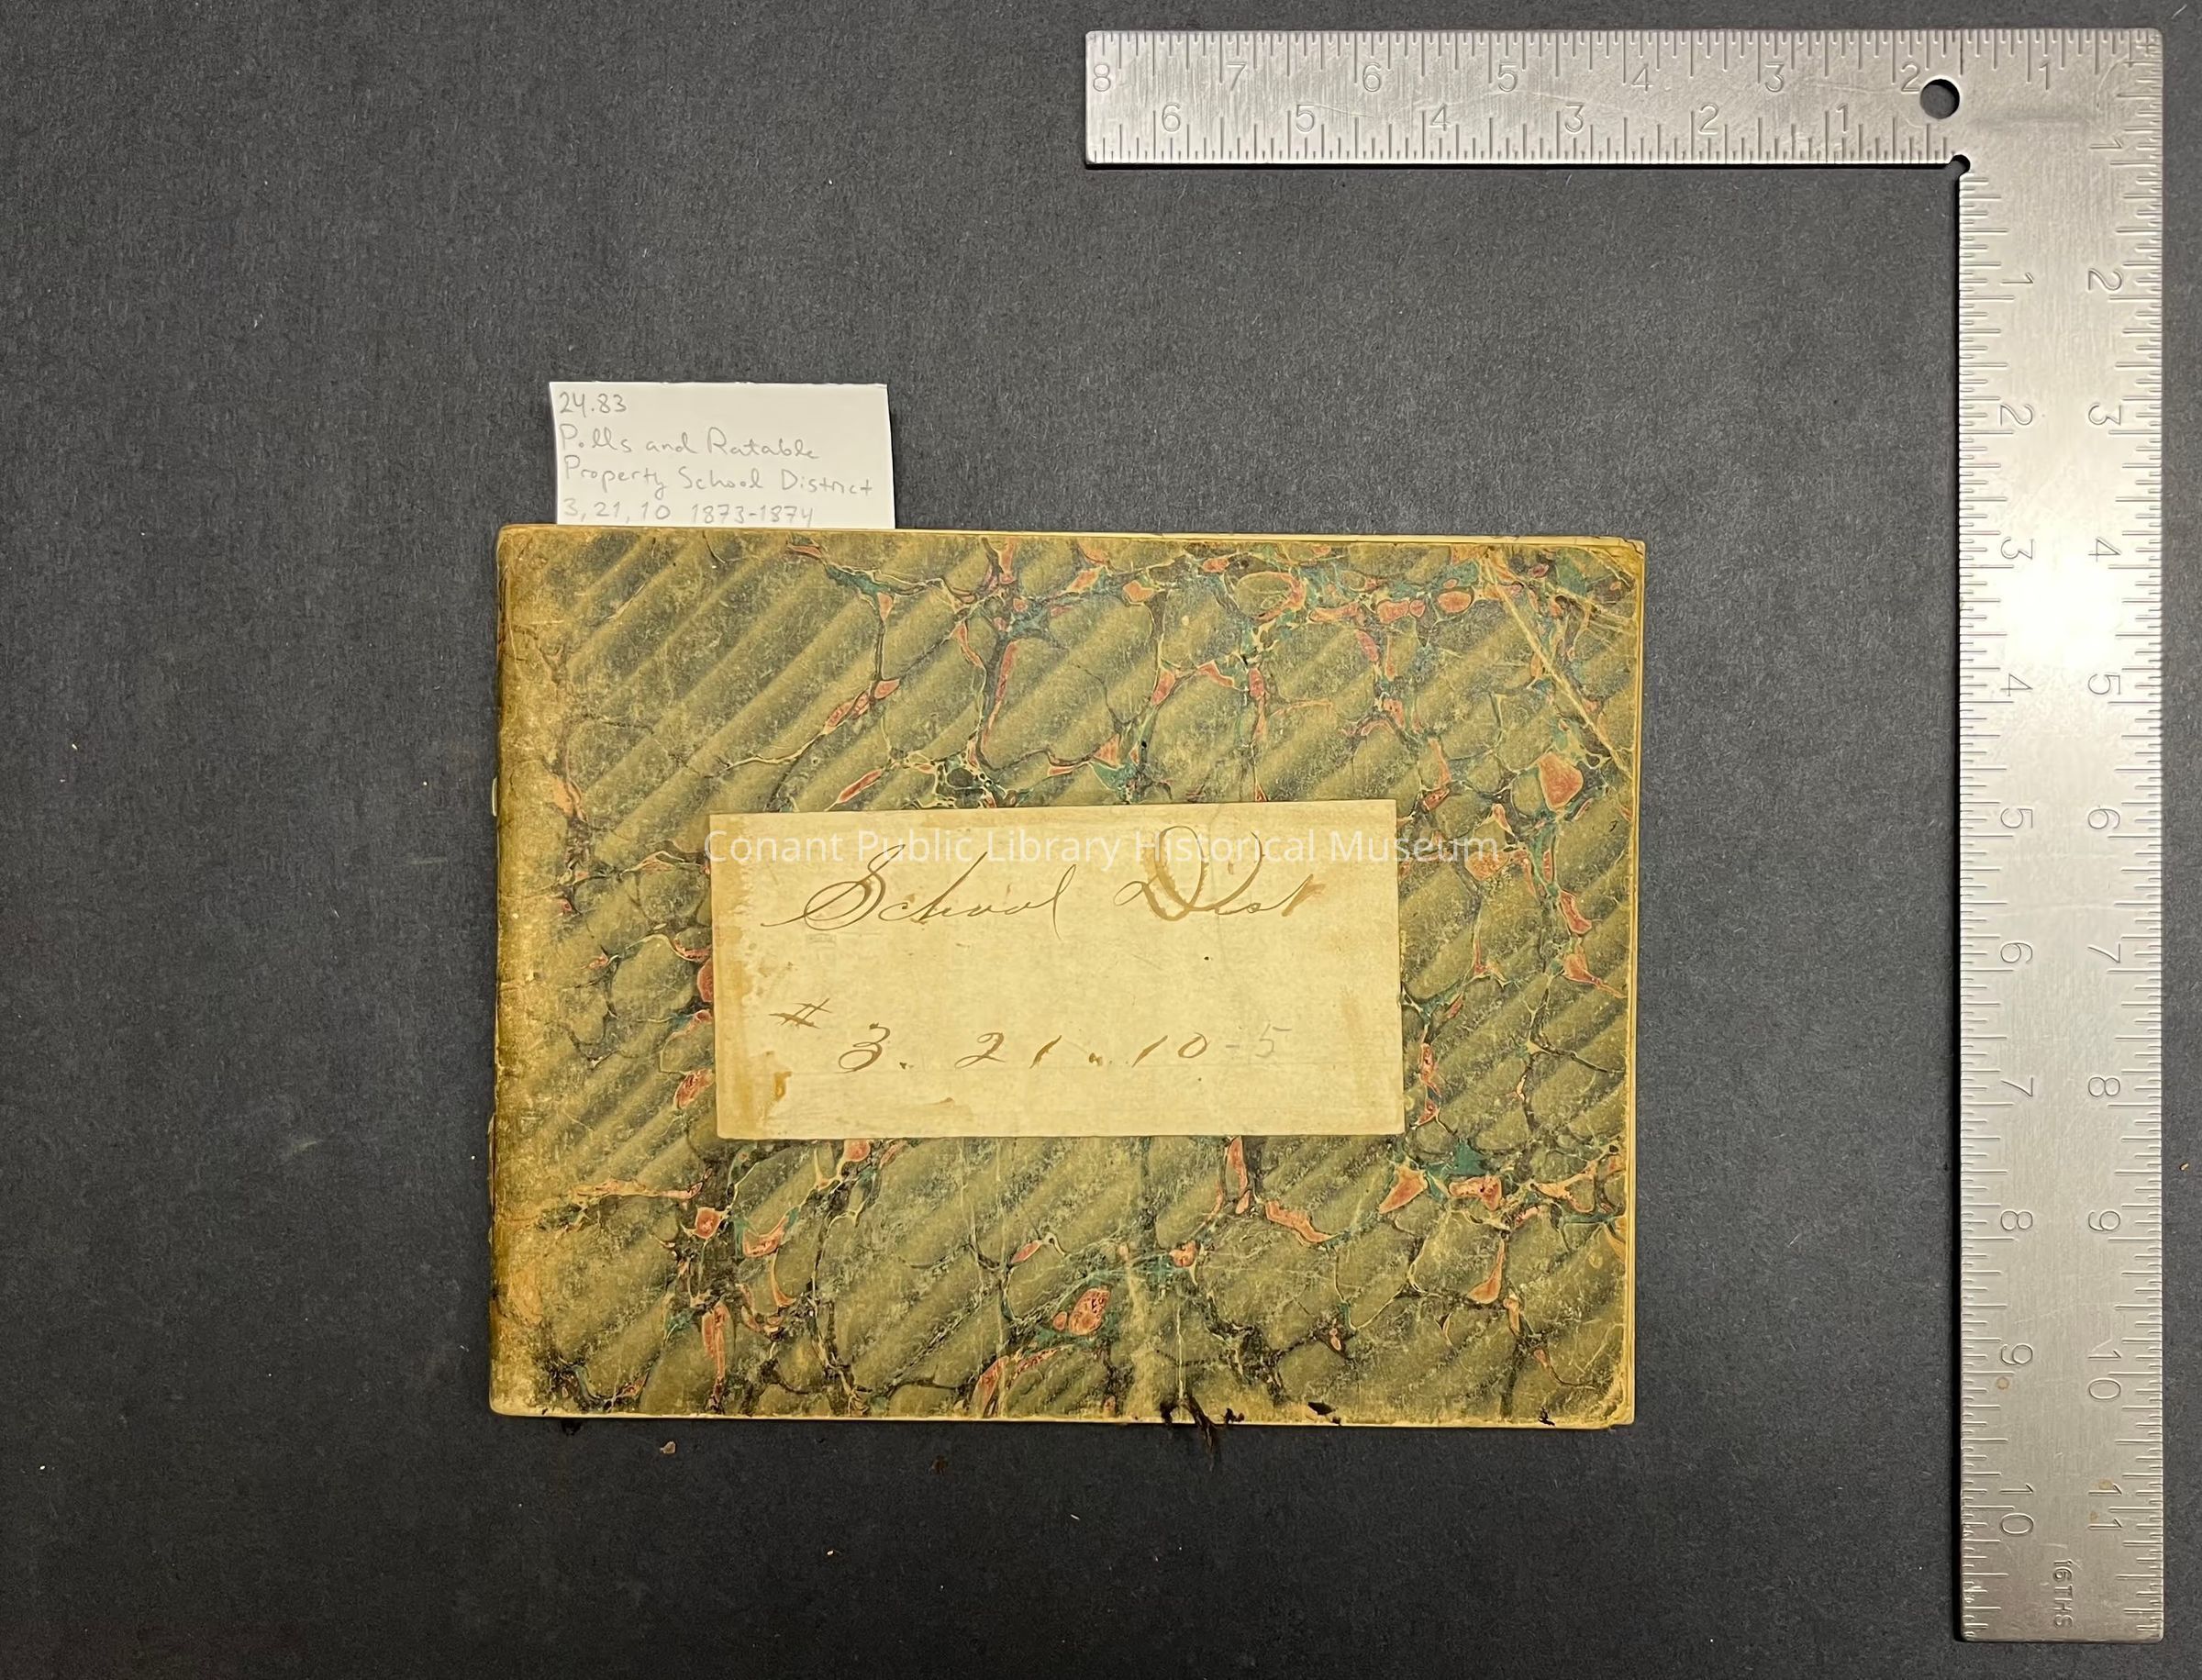 8 7 6 5 4 3 2 1
6 5 4 3 2 1
24.83
Polls and Ratable
Property School District
3, 21, 10 1873-1874
Conant Public Library Historical Museum
School Dist
# 3. 21 .. 10 - 5
1 2 3 4 5 6 7 8 9 10 11
1 2 3 4 5 6 7 8 9 10
16THS